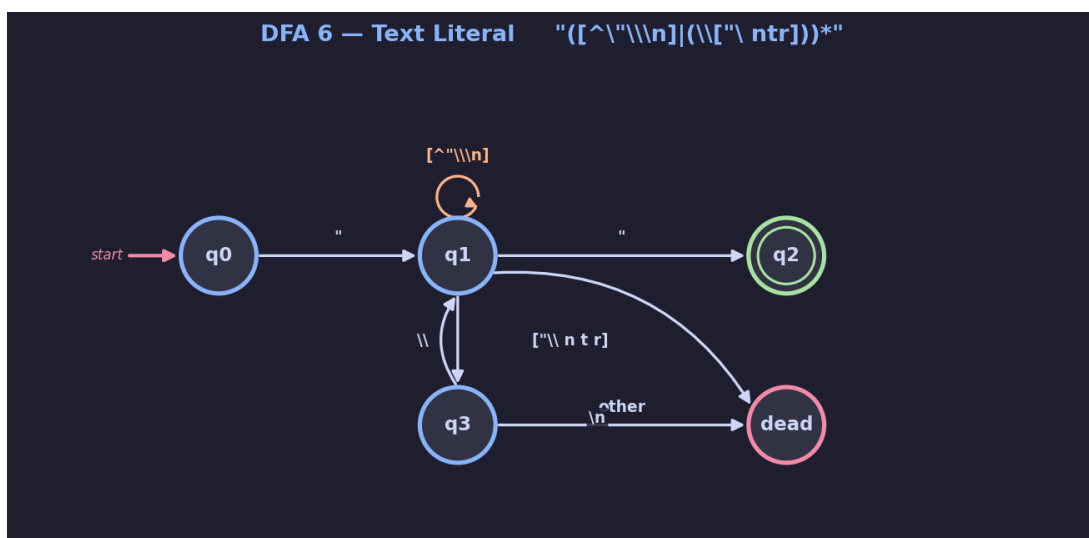 DFA 6 — Text Literal "([^\"\\\n]|(\\["\ ntr]))*"
[^"\\\n]
" "
start q0 q1 q2
\\ ["\\ n t r]
other
\n
q3 dead